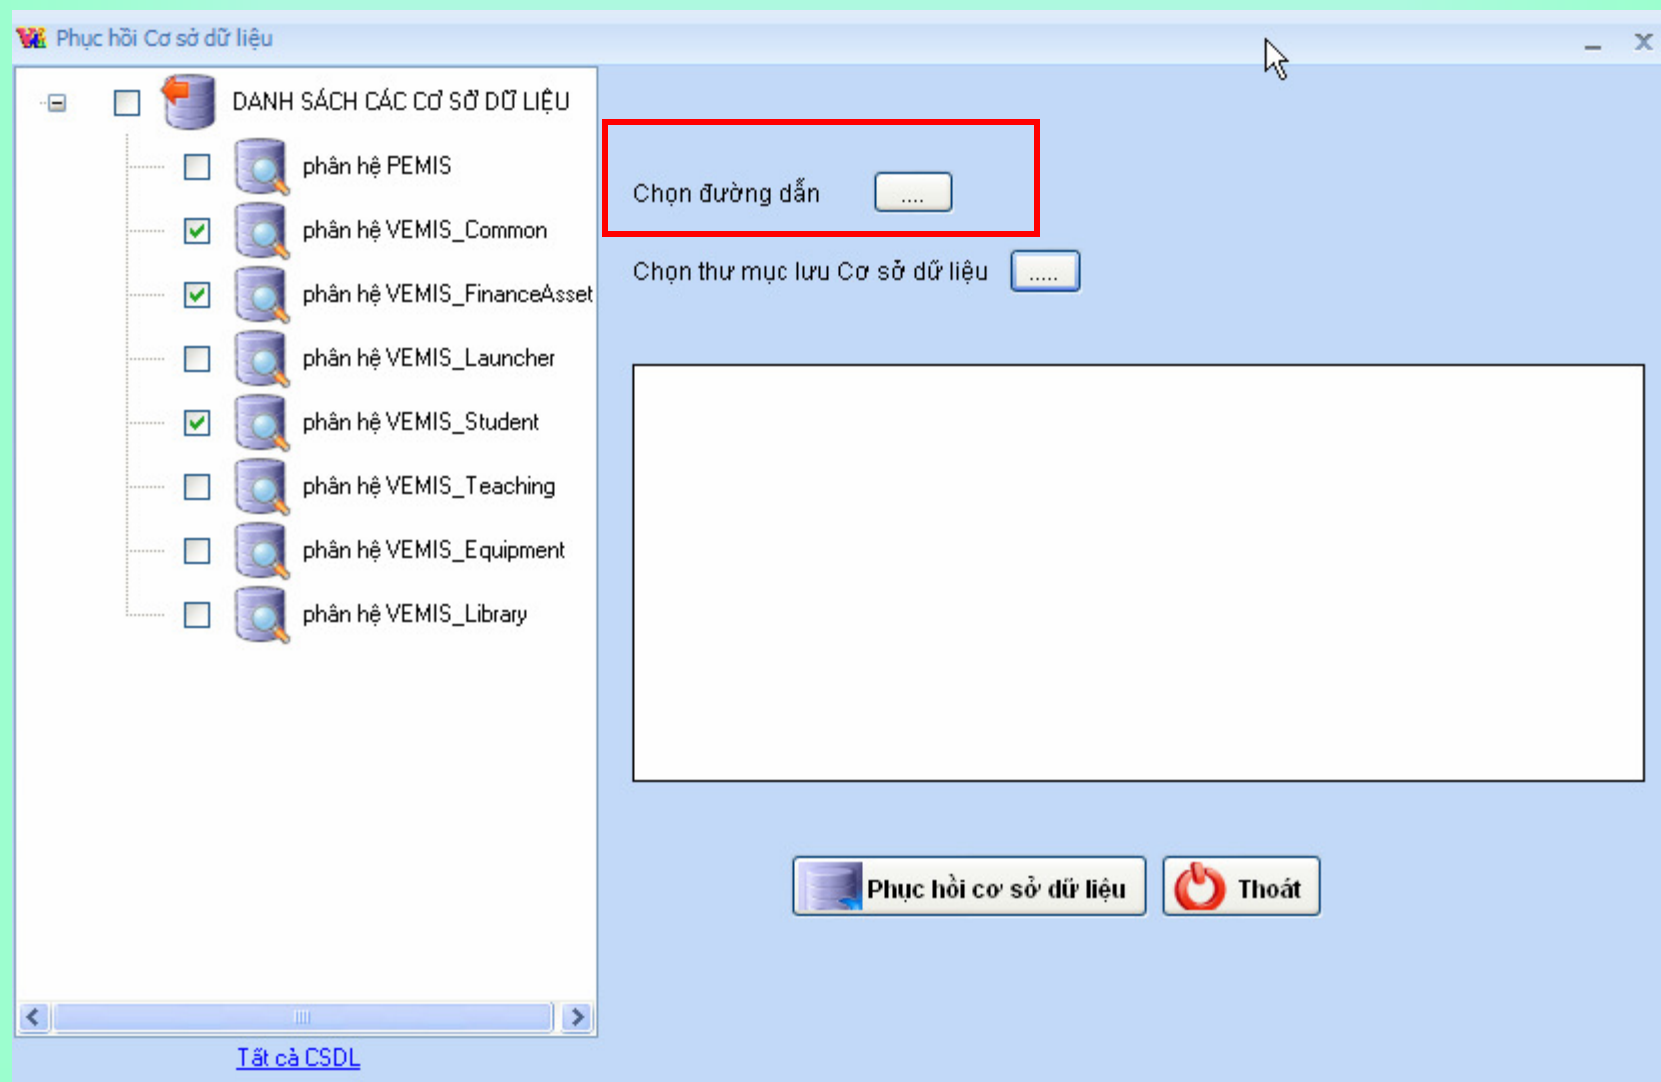 Phục hồi Cơ sở dữ liệu
DANH SÁCH CÁC CƠ SỞ DỮ LIỆU
phân hệ PEMIS
phân hệ VEMIS_Common
phân hệ VEMIS_FinanceAsset
phân hệ VEMIS_Launcher
phân hệ VEMIS_Student
phân hệ VEMIS_Teaching
phân hệ VEMIS_Equipment
phân hệ VEMIS_Library
Tất cả CSDL
Chọn đường dẫn ....
Chọn thư mục lưu Cơ sở dữ liệu .....
Phục hồi cơ sở dữ liệu Thoát